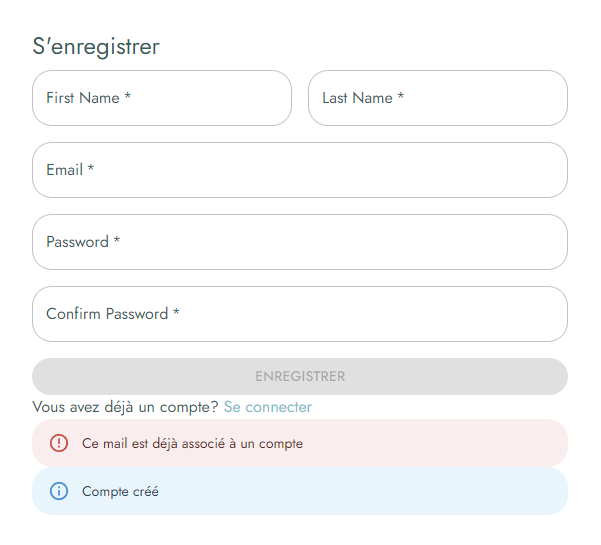 S'enregistrer
First Name *
Last Name *
Email *
Password *
Confirm Password *
ENREGISTRER
Vous avez déjà un compte? Se connecter
Ce mail est déjà associé à un compte
Compte créé